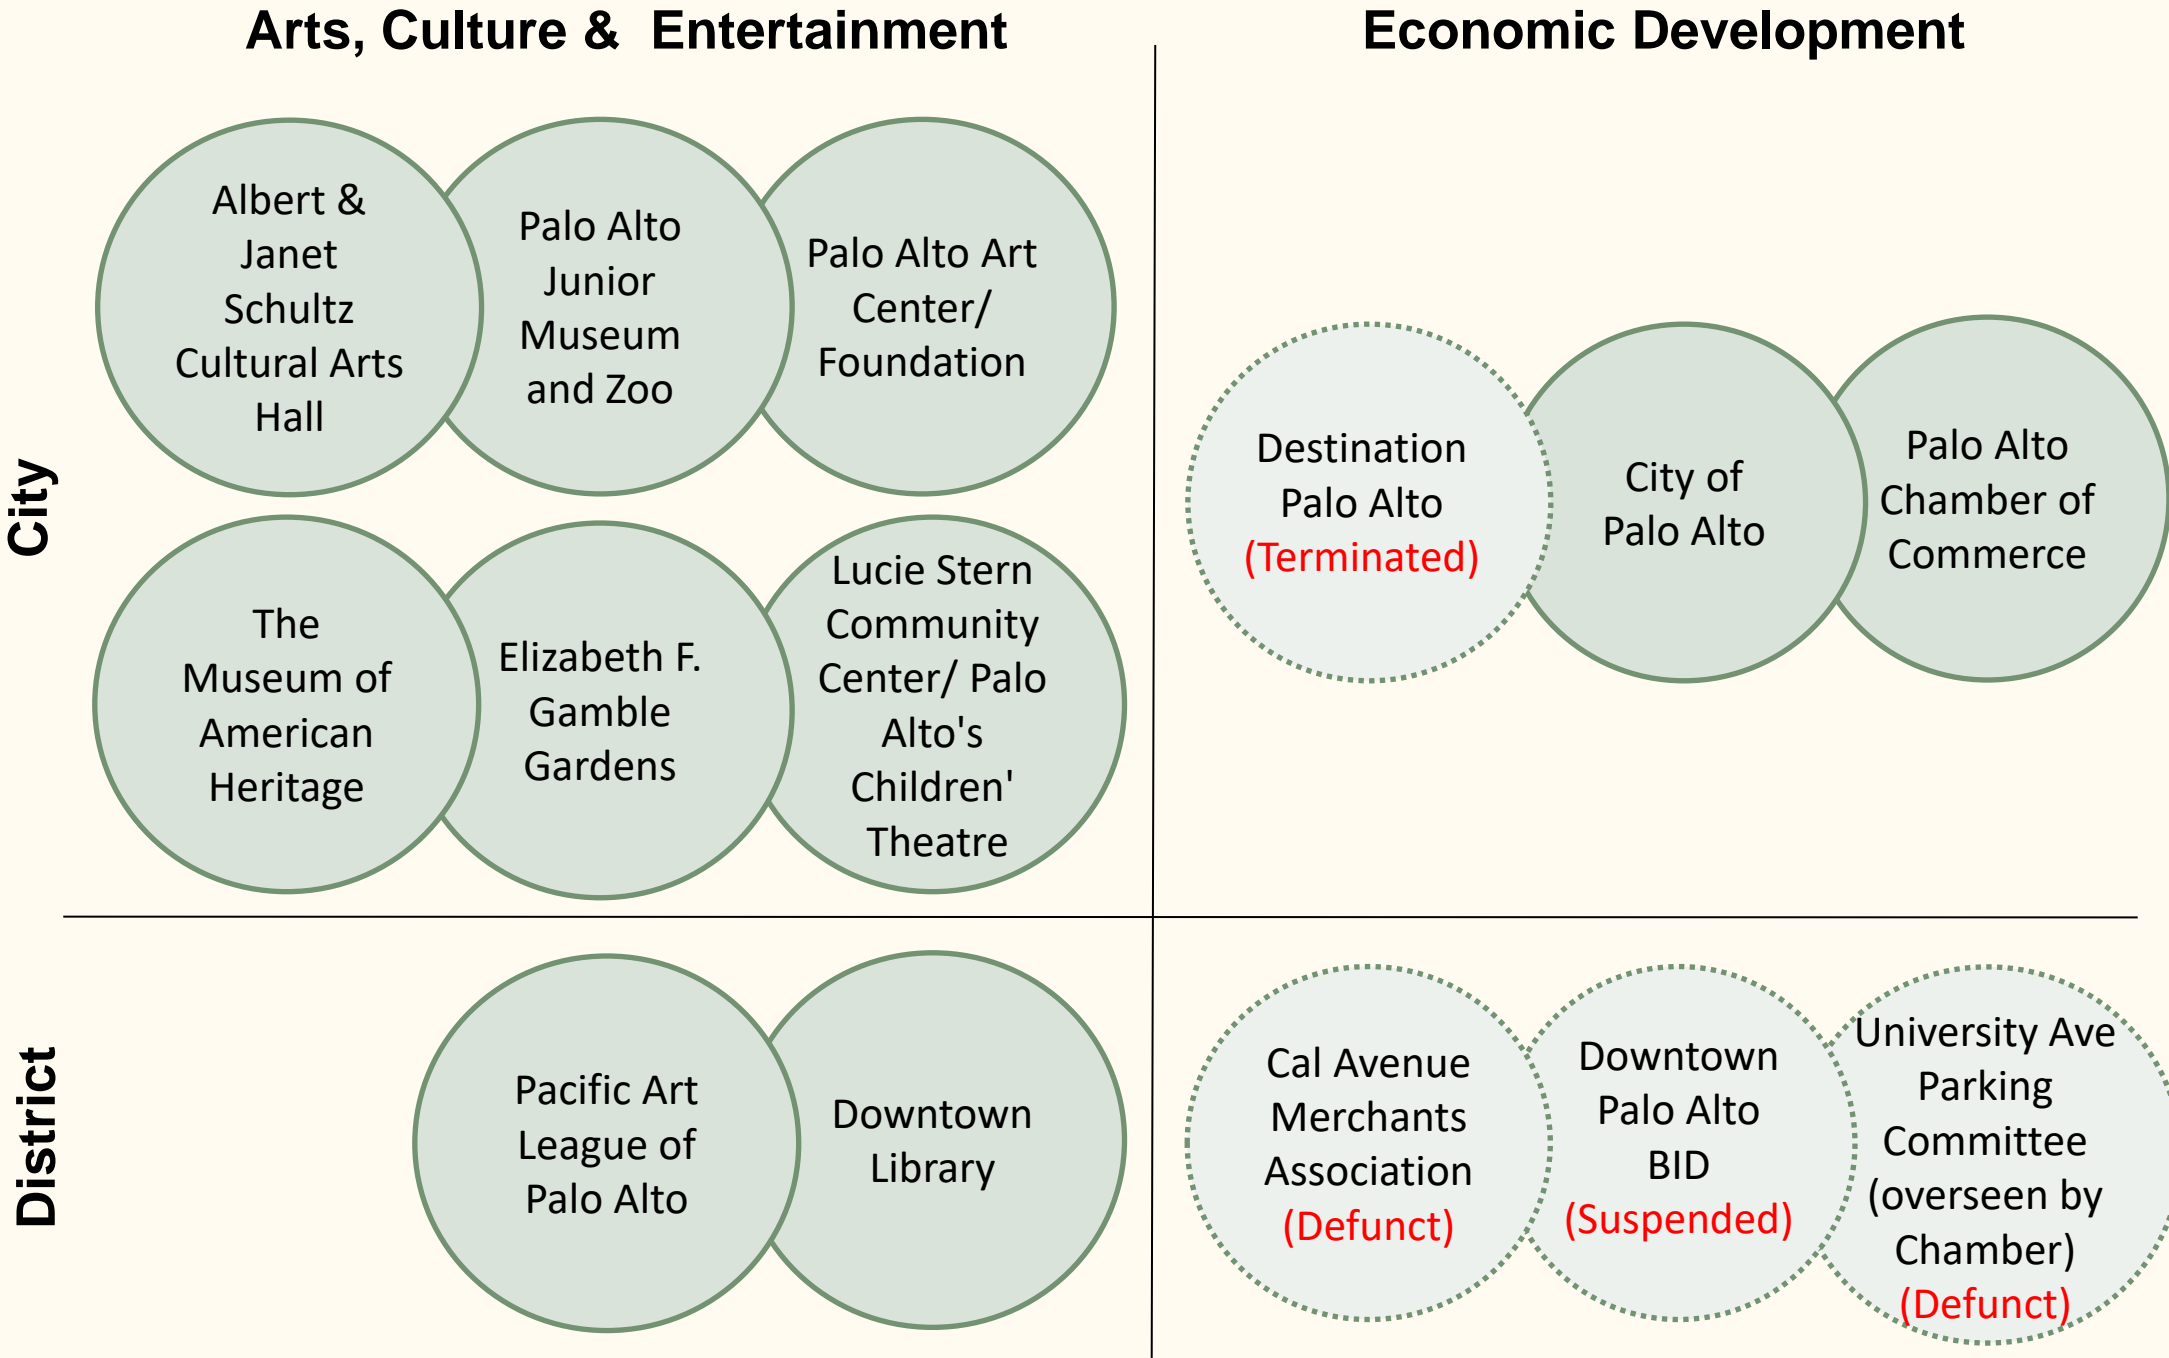 Arts, Culture & Entertainment
Economic Development
City
Albert &
Janet
Schultz
Cultural Arts
Hall
Palo Alto
Junior
Museum
and Zoo
Palo Alto Art
Center/
Foundation
The
Museum of
American
Heritage
Elizabeth F.
Gamble
Gardens
Lucie Stern
Community
Center/ Palo
Alto's
Children'
Theatre
Destination
Palo Alto
(Terminated)
City of
Palo Alto
Palo Alto
Chamber of
Commerce
District
Pacific Art
League of
Palo Alto
Downtown
Library
Cal Avenue
Merchants
Association
(Defunct)
Downtown
Palo Alto
BID
(Suspended)
University Ave
Parking
Committee
(overseen by
Chamber)
(Defunct)